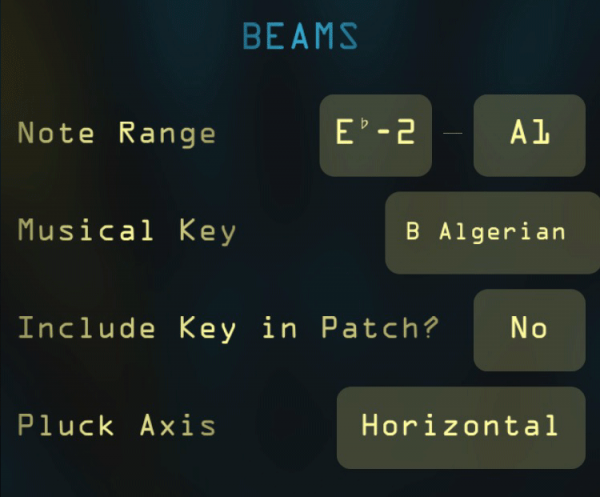 BEAMS
Note Range E♭-2 — A1
Musical Key B Algerian
Include Key in Patch? No
Pluck Axis Horizontal